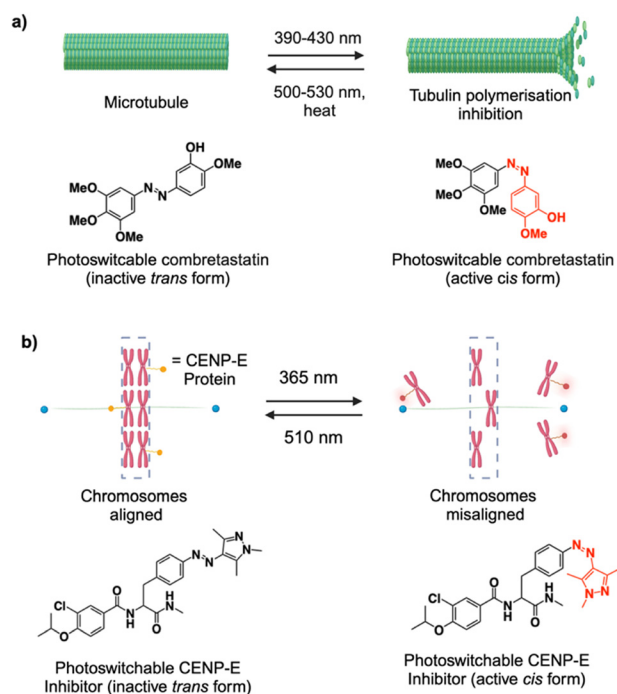 a)
390-430 nm
500-530 nm,
heat
Microtubule
Tubulin polymerisation
inhibition
OH
OMe
N
N
MeO
MeO
OMe
Photoswitcable combretastatin
(inactive trans form)
N
N
MeO
MeO
OMe
OH
OMe
Photoswitcable combretastatin
(active cis form)
b)
= CENP-E
Protein
365 nm
510 nm
Chromosomes
aligned
Chromosomes
misaligned
N
N
N
N
O
Cl
N
H
HN
O
O
Photoswitchable CENP-E
Inhibitor (inactive trans form)
N
N
N
N
O
Cl
N
H
HN
O
O
Photoswitchable CENP-E
Inhibitor (active cis form)